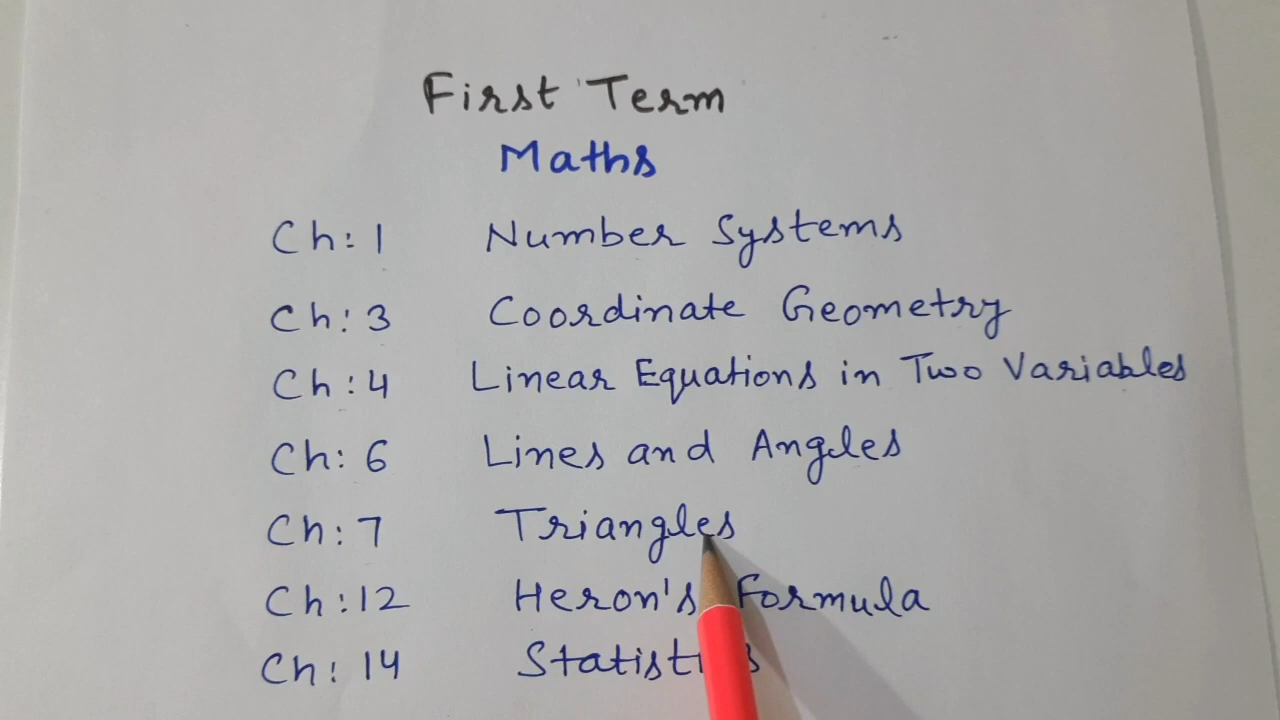 First Term
Maths
Ch: 1 Number Systems
Ch: 3 Coordinate Geometry
Ch: 4 Linear Equations in Two Variables
Ch: 6 Lines and Angles
Ch: 7 Triangles
Ch: 12 Heron's Formula
Ch: 14